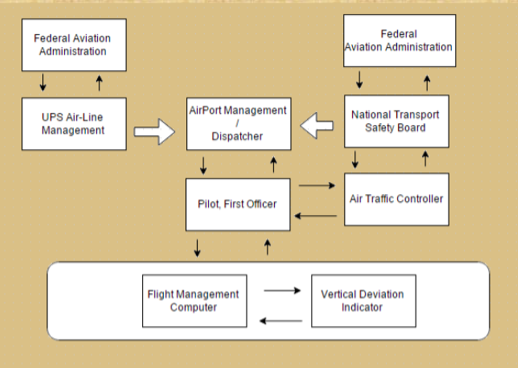 Federal Aviation
Administration
Federal
Aviation Administration
UPS Air-Line
Management
AirPort Management
/
Dispatcher
National Transport
Safety Board
Pilot, First Officer
Air Traffic Controller
Flight Management
Computer
Vertical Deviation
Indicator